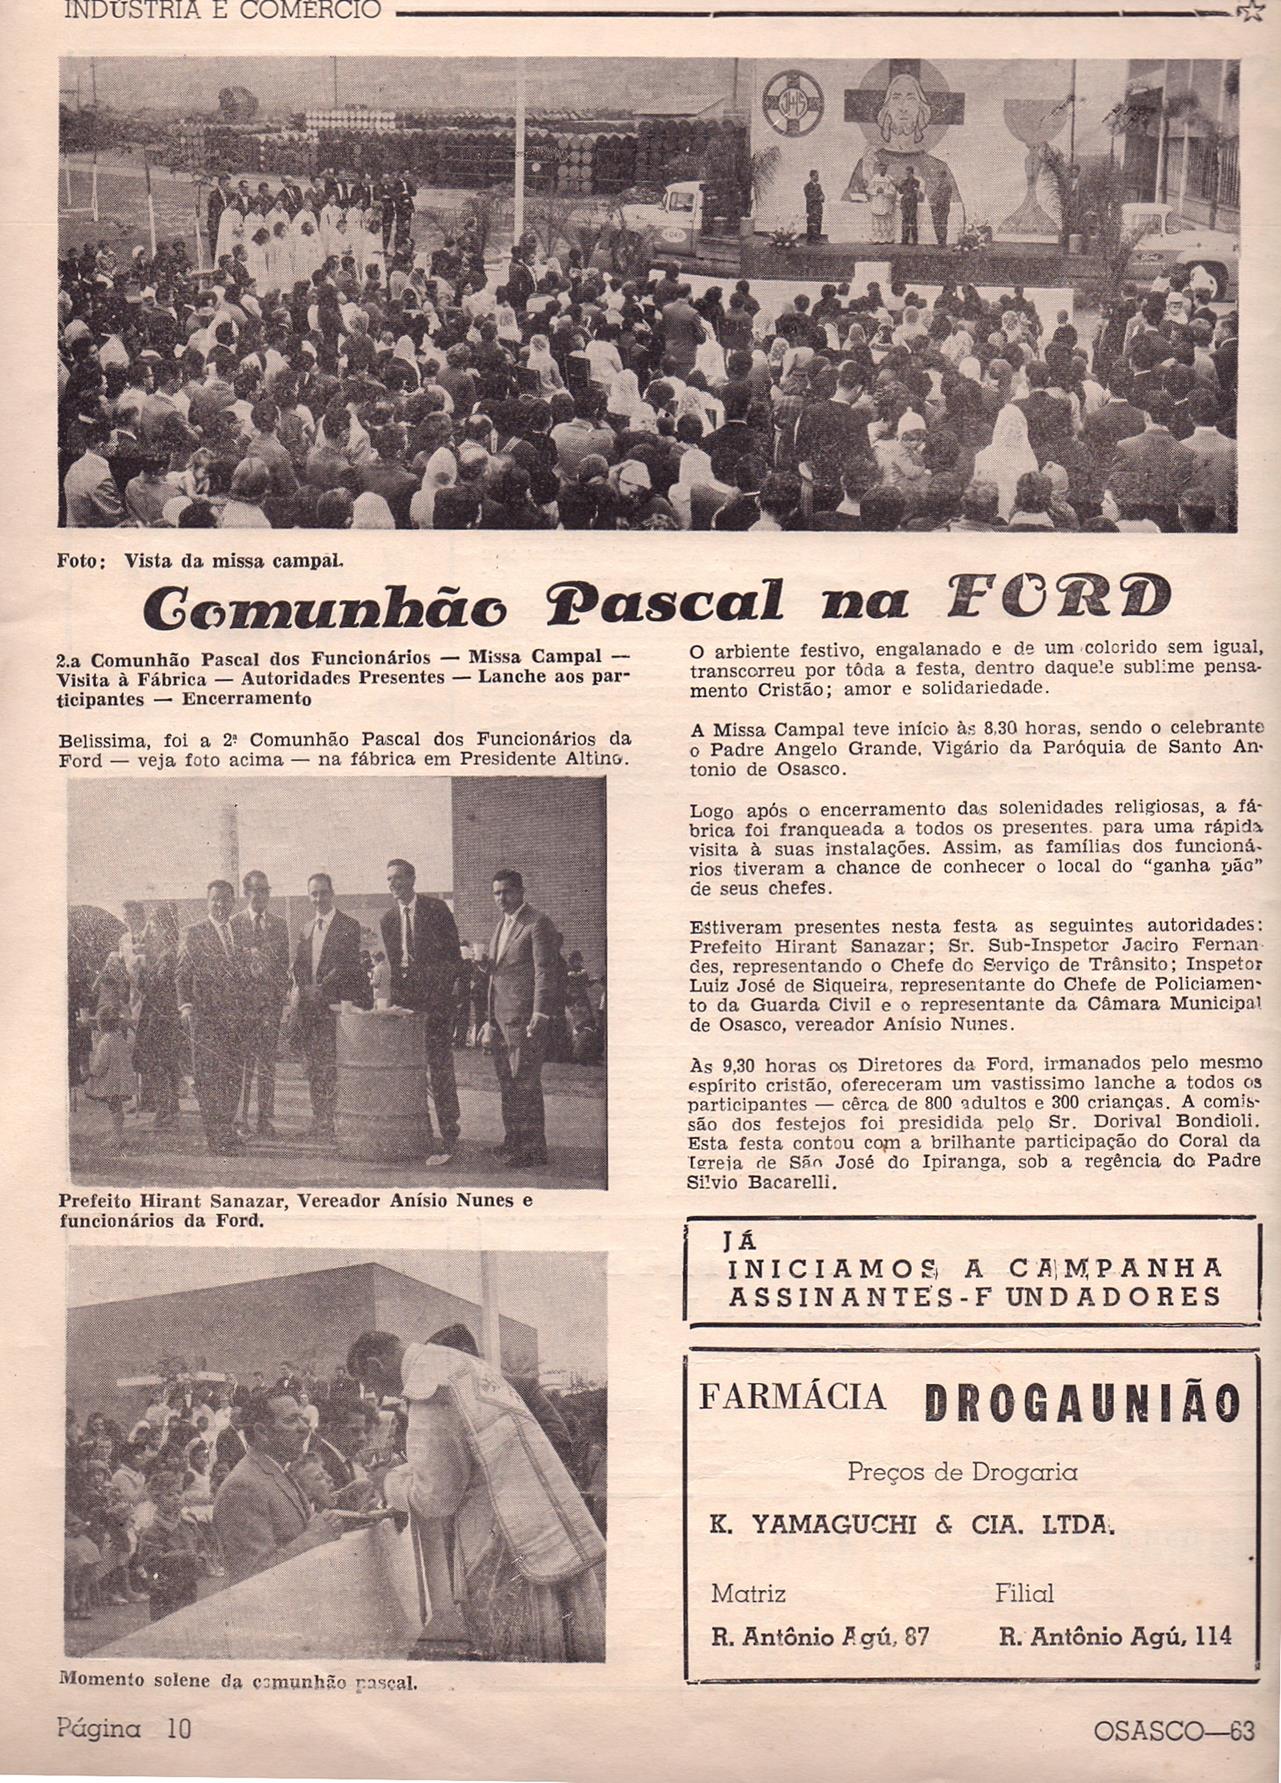 INDÚSTRIA E COMÉRCIO
JHS
Ford
Foto: Vista da missa campal.
Comunhão Pascal na FORD
2.a Comunhão Pascal dos Funcionários — Missa Campal —
Visita à Fábrica — Autoridades Presentes — Lanche aos par-
ticipantes — Encerramento
Belissima, foi a 2ª Comunhão Pascal dos Funcionários da
Ford — veja foto acima — na fábrica em Presidente Altino.
Prefeito Hirant Sanazar, Vereador Anísio Nunes e
funcionários da Ford.
Momento solene da comunhão pascal.
O arbiente festivo, engalanado e de um colorido sem igual,
transcorreu por tôda a festa, dentro daquele sublime pensa-
mento Cristão; amor e solidariedade.
A Missa Campal teve início às 8,30 horas, sendo o celebrante
o Padre Angelo Grande, Vigário da Paróquia de Santo An-
tonio de Osasco.
Logo após o encerramento das solenidades religiosas, a fá-
brica foi franqueada a todos os presentes. para uma rápida
visita à suas instalações. Assim, as famílias dos funcioná-
rios tiveram a chance de conhecer o local do "ganha pão"
de seus chefes.
Estiveram presentes nesta festa as seguintes autoridades:
Prefeito Hirant Sanazar; Sr. Sub-Inspetor Jaciro Fernan-
des, representando o Chefe do Serviço de Trânsito; Inspetor
Luiz José de Siqueira, representante do Chefe de Policiamen-
to da Guarda Civil e o representante da Câmara Municipal
de Osasco, vereador Anísio Nunes.
Às 9,30 horas os Diretores da Ford, irmanados pelo mesmo
espírito cristão, ofereceram um vastissimo lanche a todos os
participantes — cêrca de 800 adultos e 300 crianças. A comis-
são dos festejos foi presidida pelo Sr. Dorival Bondioli.
Esta festa contou com a brilhante participação do Coral da
Igreja de São José do Ipiranga, sob a regência do Padre
Silvio Bacarelli.
JÁ
INICIAMOS A CAMPANHA
ASSINANTES-FUNDADORES
FARMÁCIA DROGAUNIÃO
Preços de Drogaria
K. YAMAGUCHI & CIA. LTDA.
Matriz Filial
R. Antônio Agú, 87 R. Antônio Agú, 114
Página 10 OSASCO—63